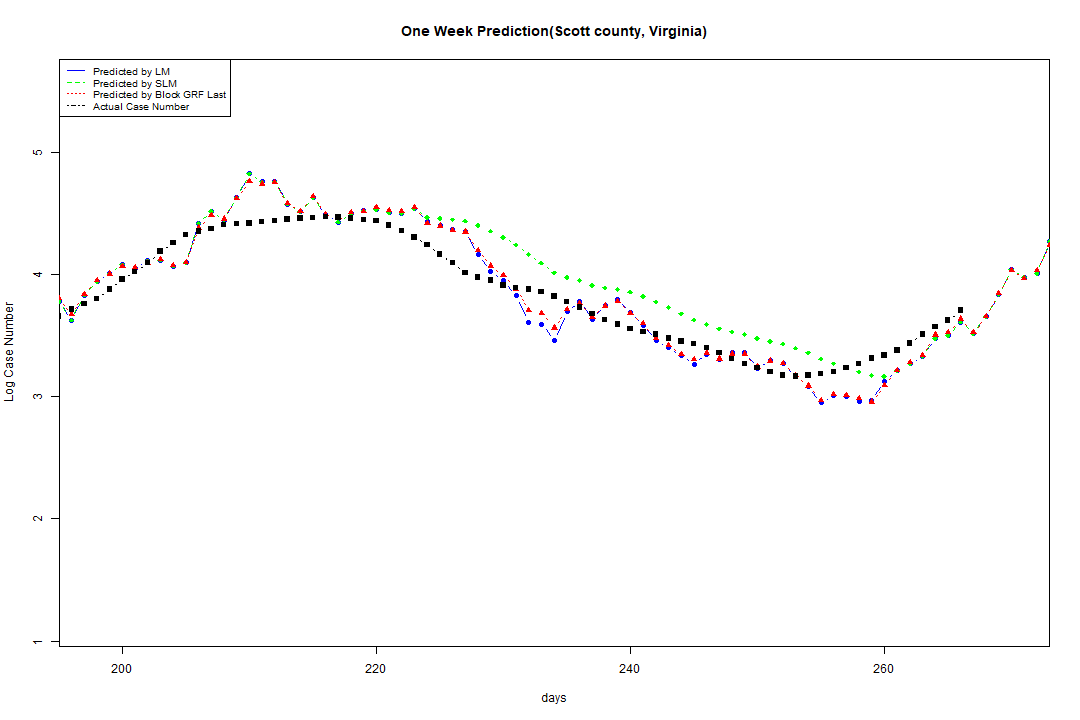 One Week Prediction(Scott county, Virginia)
Predicted by LM
Predicted by SLM
Predicted by Block GRF Last
Actual Case Number
5
4
3
2
1
Log Case Number
200 220 240 260
days